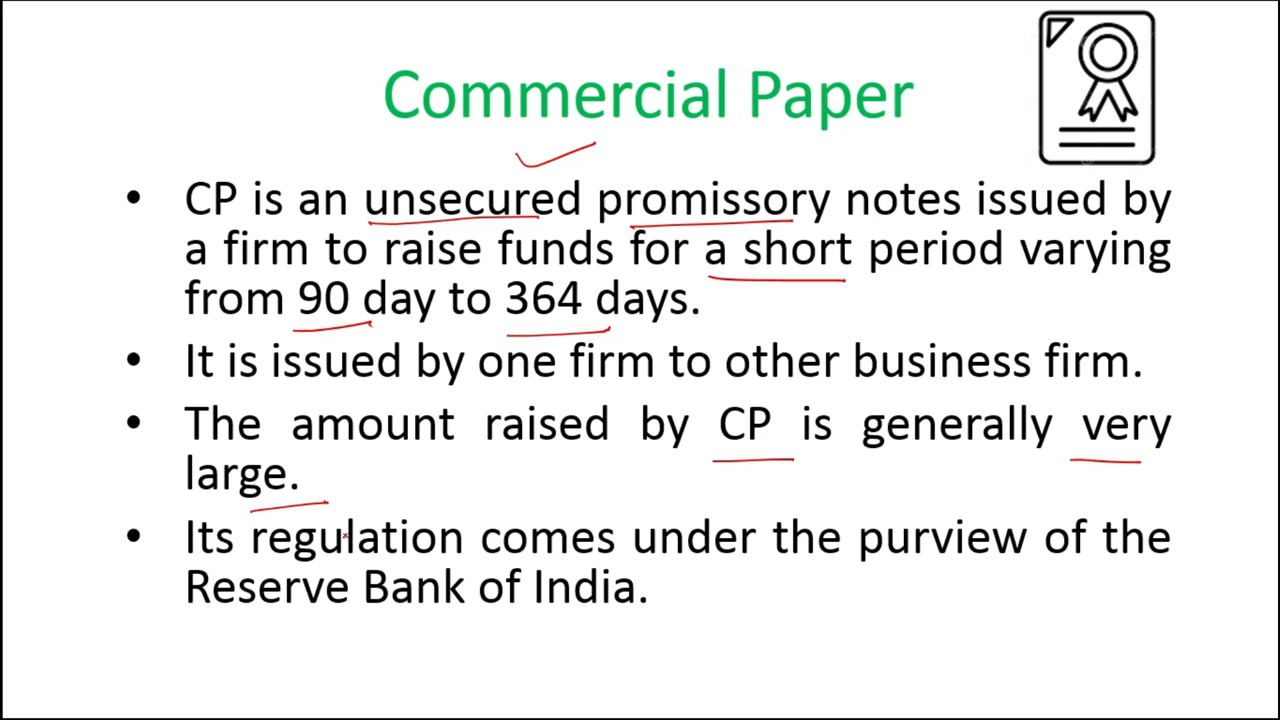 Commercial Paper
• CP is an unsecured promissory notes issued by
a firm to raise funds for a short period varying
from 90 day to 364 days.
• It is issued by one firm to other business firm.
• The amount raised by CP is generally very
large.
• Its regulation comes under the purview of the
Reserve Bank of India.